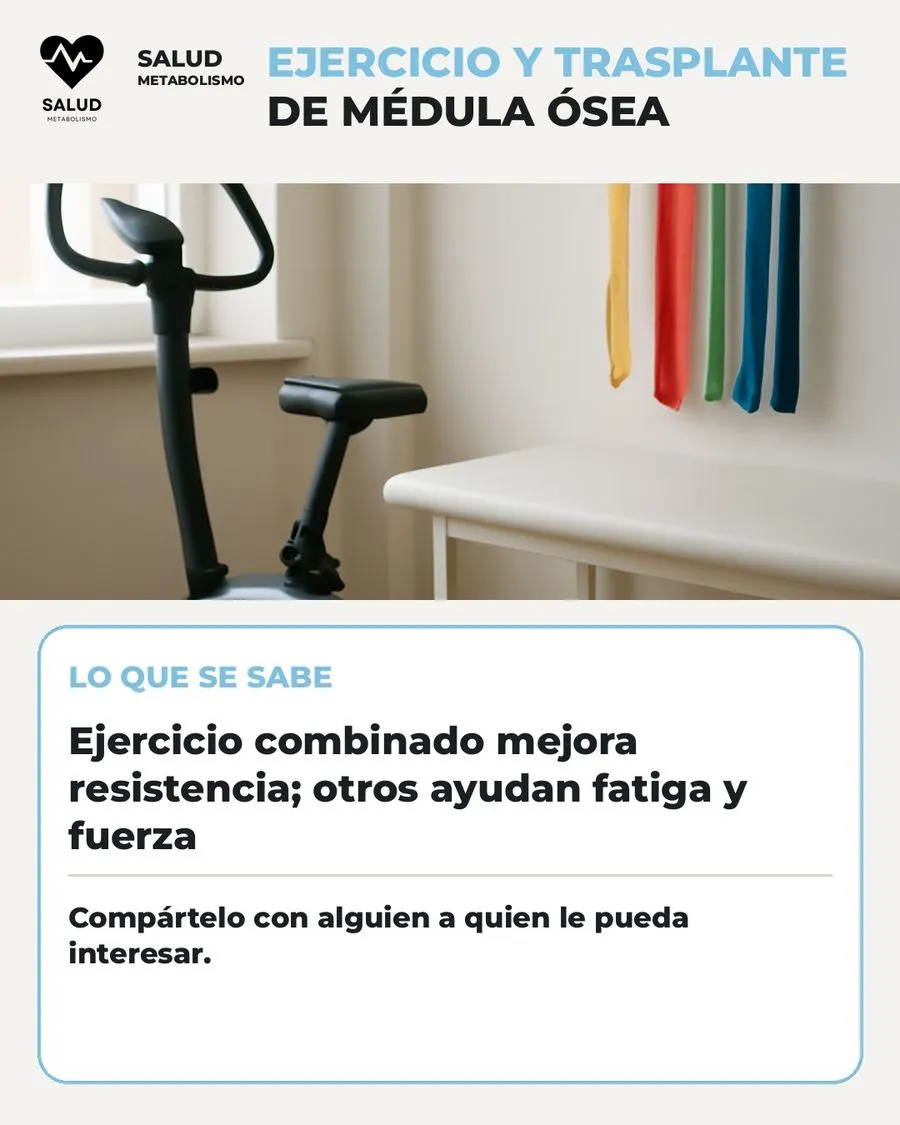 SALUD
METABOLISMO
SALUD
METABOLISMO
EJERCICIO Y TRASPLANTE
DE MÉDULA ÓSEA
LO QUE SE SABE
Ejercicio combinado mejora
resistencia; otros ayudan fatiga y
fuerza
Compártelo con alguien a quien le pueda
interesar.